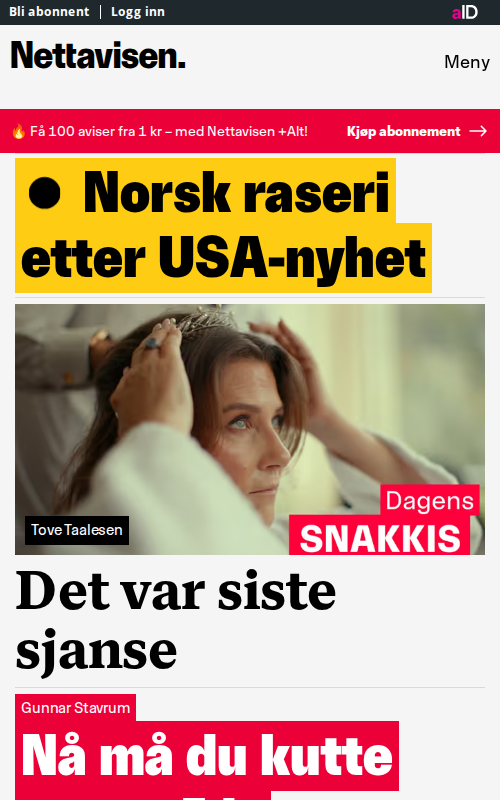 Bli abonnent | Logg inn
aID
Nettavisen.
Meny
🔥 Få 100 aviser fra 1 kr – med Nettavisen +Alt!
Kjøp abonnement →
● Norsk raseri
etter USA-nyhet
Dagens
SNAKKIS
Tove Taalesen
Det var siste
sjanse
Gunnar Stavrum
Nå må du kutte